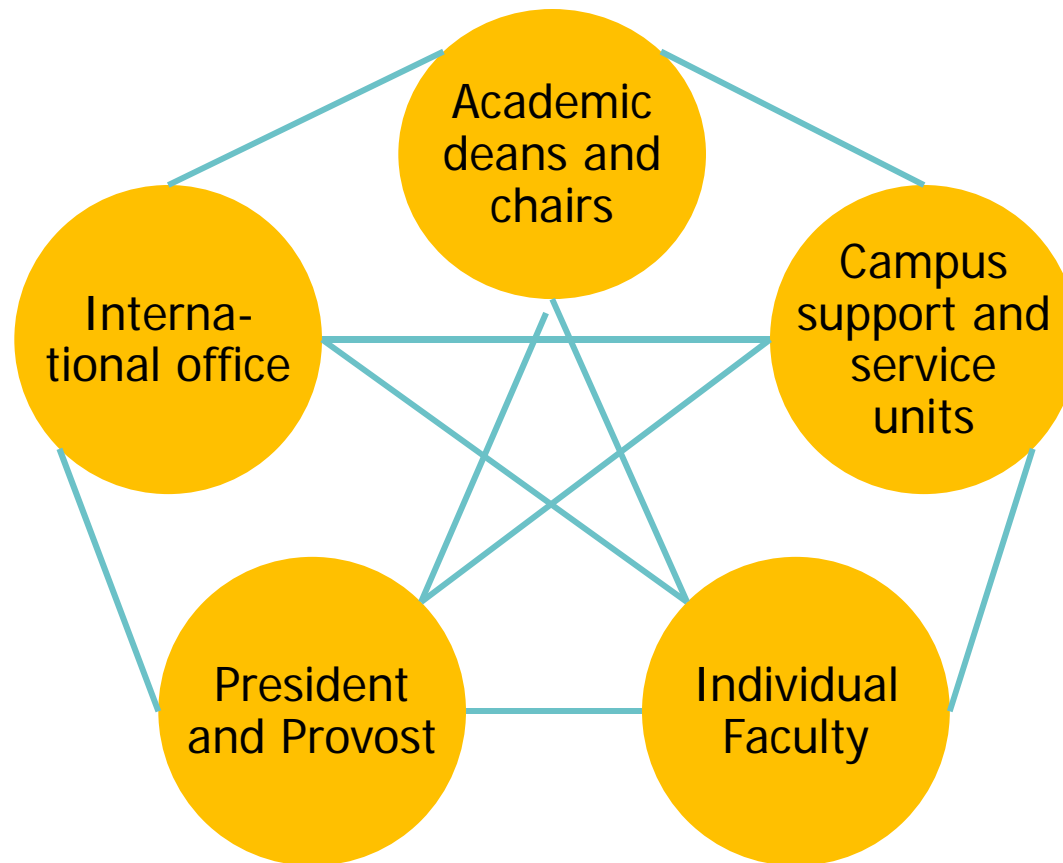 Academic
deans and
chairs
Interna-
tional office
Campus
support and
service
units
President
and Provost
Individual
Faculty